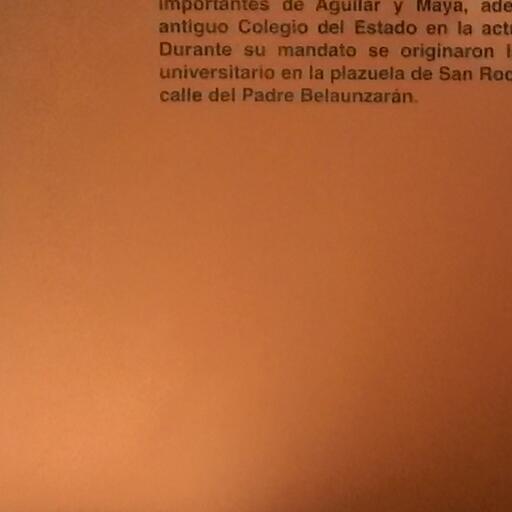 importantes de Aguilar y Maya, ade
antiguo Colegio del Estado en la act
Durante su mandato se originaron l
universitario en la plazuela de San Roq
calle del Padre Belaunzarán.